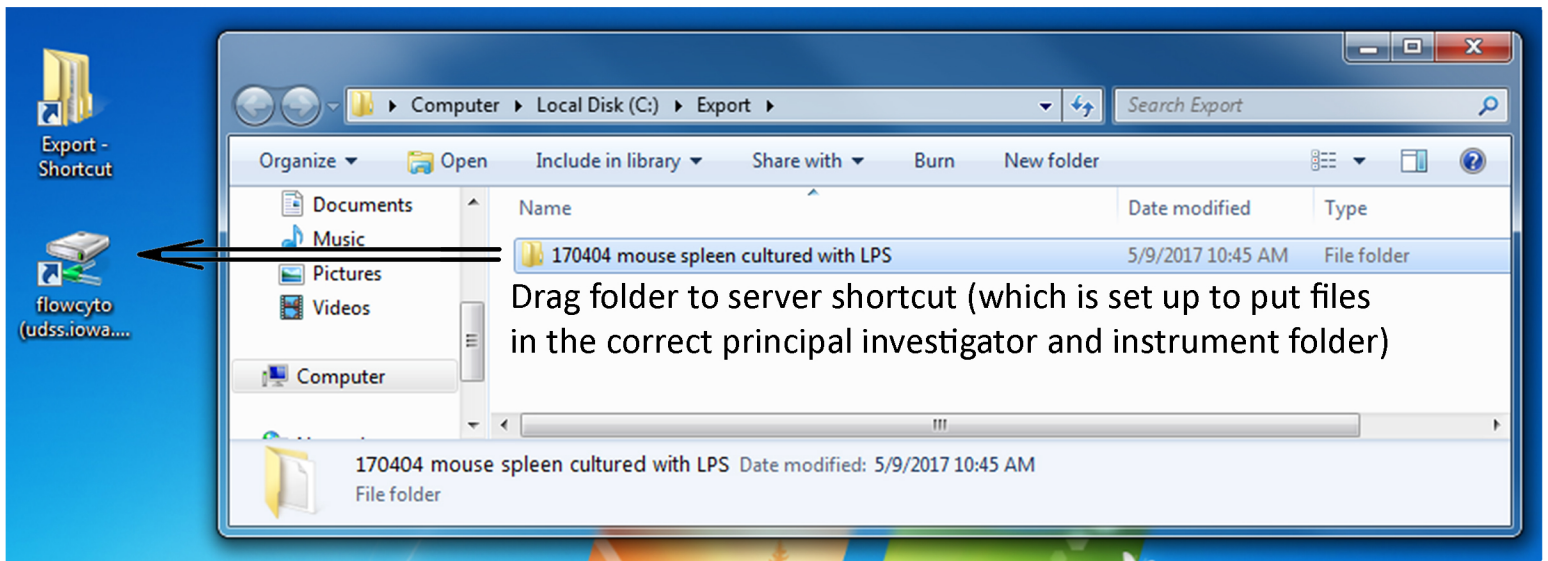 Export -
Shortcut
flowcyto
(udss.iowa....
Computer Local Disk (C:) Export
Search Export
Organize Open Include in library Share with Burn New folder
Documents
Music
Pictures
Videos
Computer
Name Date modified Type
170404 mouse spleen cultured with LPS 5/9/2017 10:45 AM File folder
Drag folder to server shortcut (which is set up to put files
in the correct principal investigator and instrument folder)
170404 mouse spleen cultured with LPS Date modified: 5/9/2017 10:45 AM
File folder